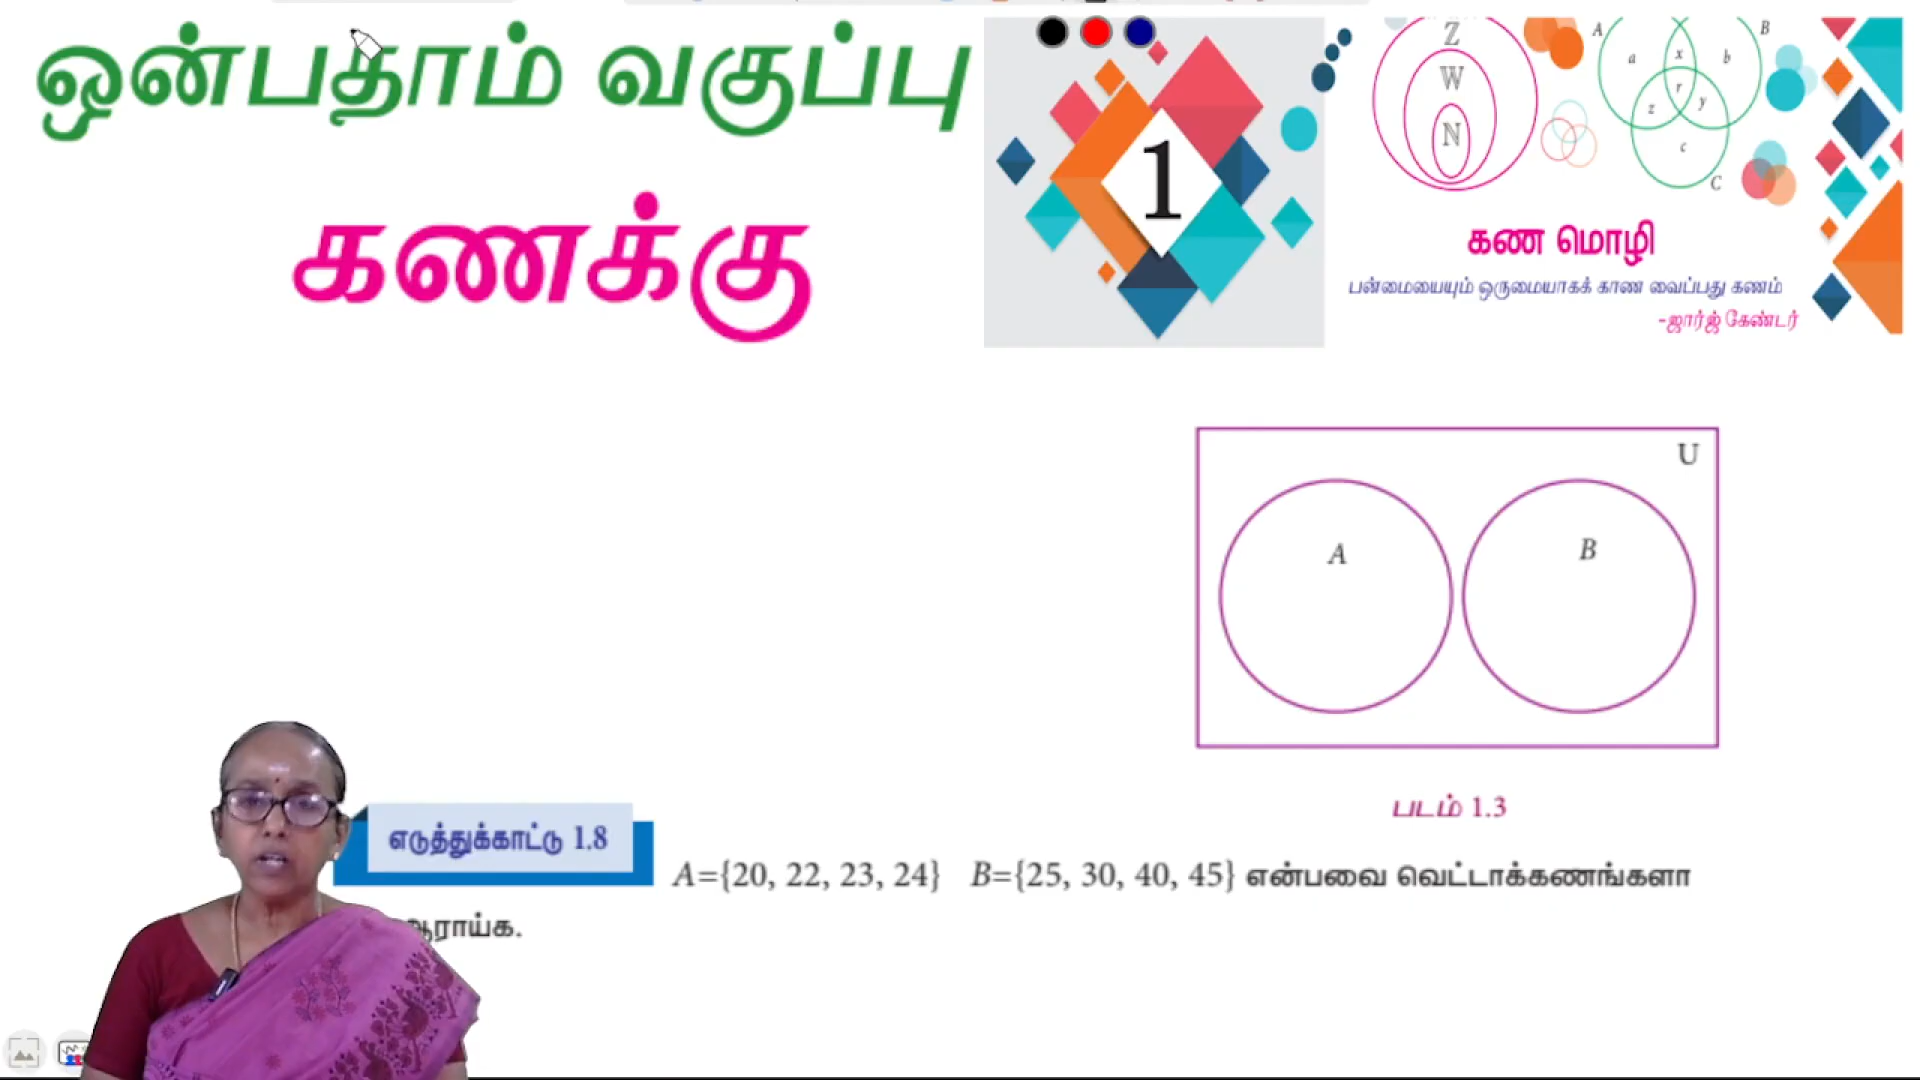 ஒன்பதாம் வகுப்பு
கணக்கு
1
Z
W
N
A
B
a
x
b
r
z
y
c
C
கண மொழி
பன்மையையும் ஒருமையாகக் காண வைப்பது கணம்
-ஜார்ஜ் கேண்டர்
U
A
B
படம் 1.3
எடுத்துக்காட்டு 1.8
A={20, 22, 23, 24} B={25, 30, 40, 45} என்பவை வெட்டாக்கணங்களா
ஆராய்க.